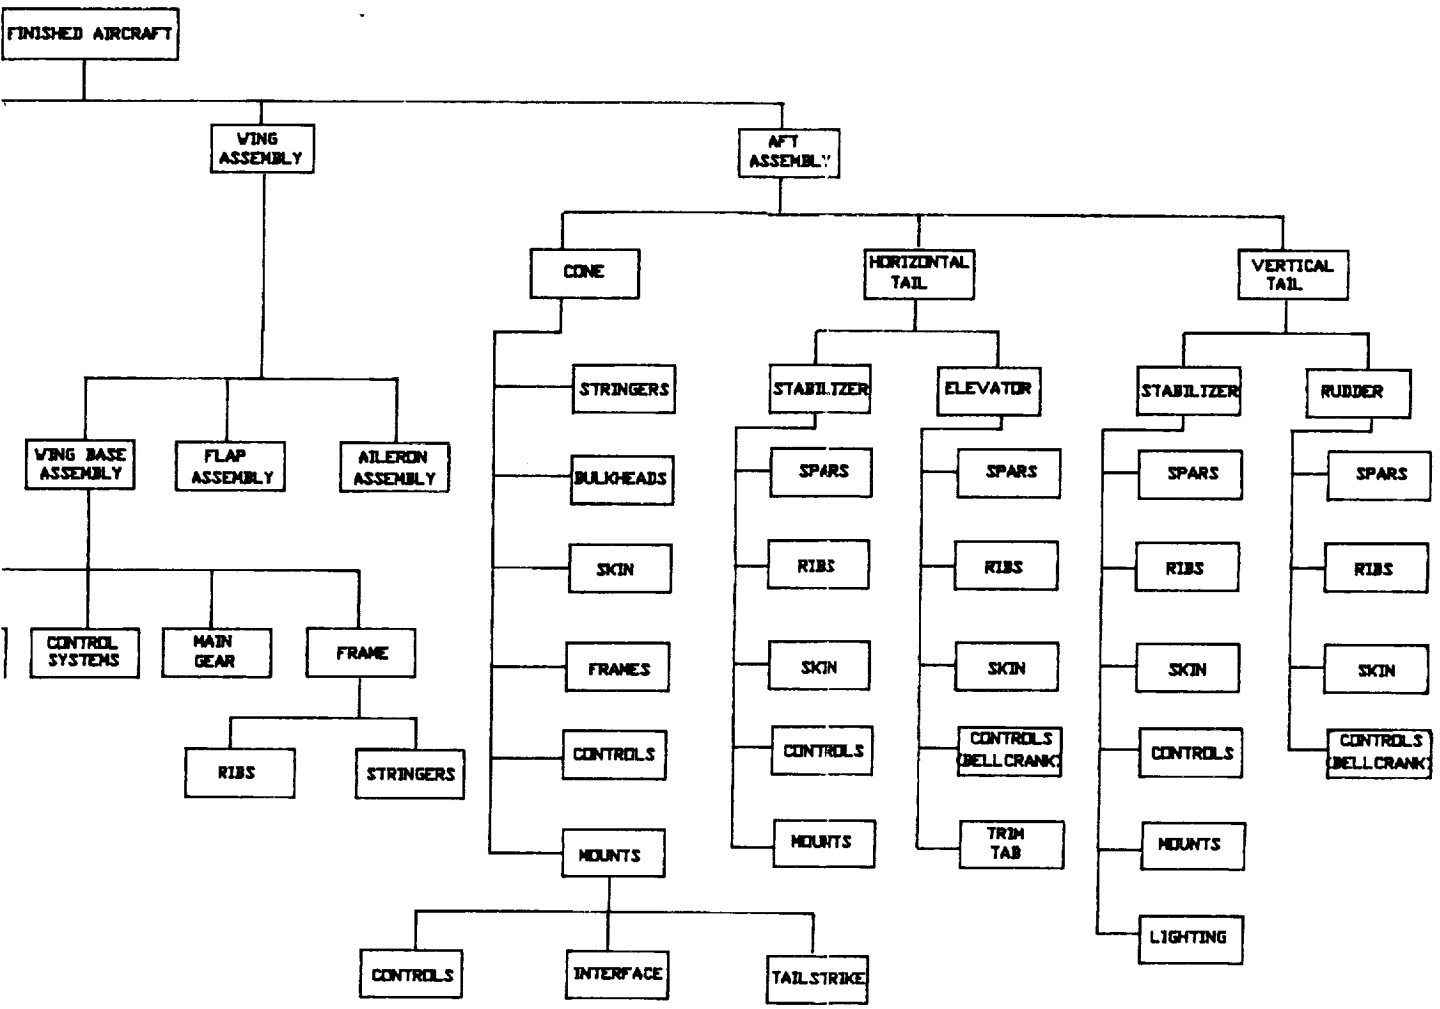 FINISHED AIRCRAFT
WING
ASSEMBLY
AFT
ASSEMBLY
CONE
HORIZONTAL
TAIL
VERTICAL
TAIL
STRINGERS
STABILIZER
ELEVATOR
STABILIZER
RUDDER
WING BASE
ASSEMBLY
FLAP
ASSEMBLY
AILERON
ASSEMBLY
BULKHEADS
SPARS
SPARS
SPARS
SPARS
SKIN
RIBS
RIBS
RIBS
RIBS
CONTROL
SYSTEMS
MAIN
GEAR
FRAME
FRAMES
SKIN
SKIN
SKIN
SKIN
RIBS
STRINGERS
CONTROLS
CONTROLS
CONTROLS
(BELLCRANK)
CONTROLS
CONTROLS
(BELLCRANK)
MOUNTS
MOUNTS
TRIM
TAB
MOUNTS
LIGHTING
CONTROLS
INTERFACE
TAILSTRIKE